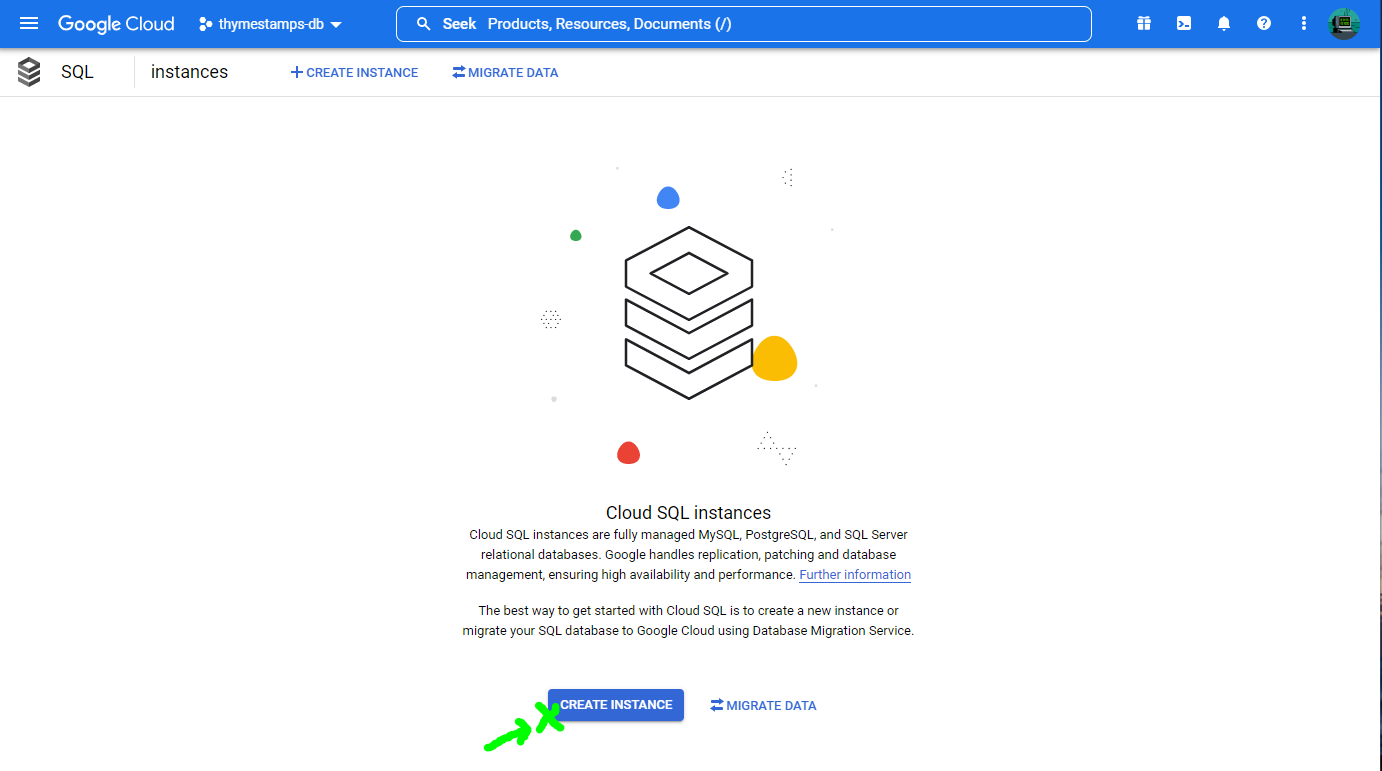 Google Cloud thymestamps-db Seek Products, Resources, Documents (/)
SQL instances CREATE INSTANCE MIGRATE DATA
Cloud SQL instances
Cloud SQL instances are fully managed MySQL, PostgreSQL, and SQL Server
relational databases. Google handles replication, patching and database
management, ensuring high availability and performance. Further information
The best way to get started with Cloud SQL is to create a new instance or
migrate your SQL database to Google Cloud using Database Migration Service.
CREATE INSTANCE MIGRATE DATA